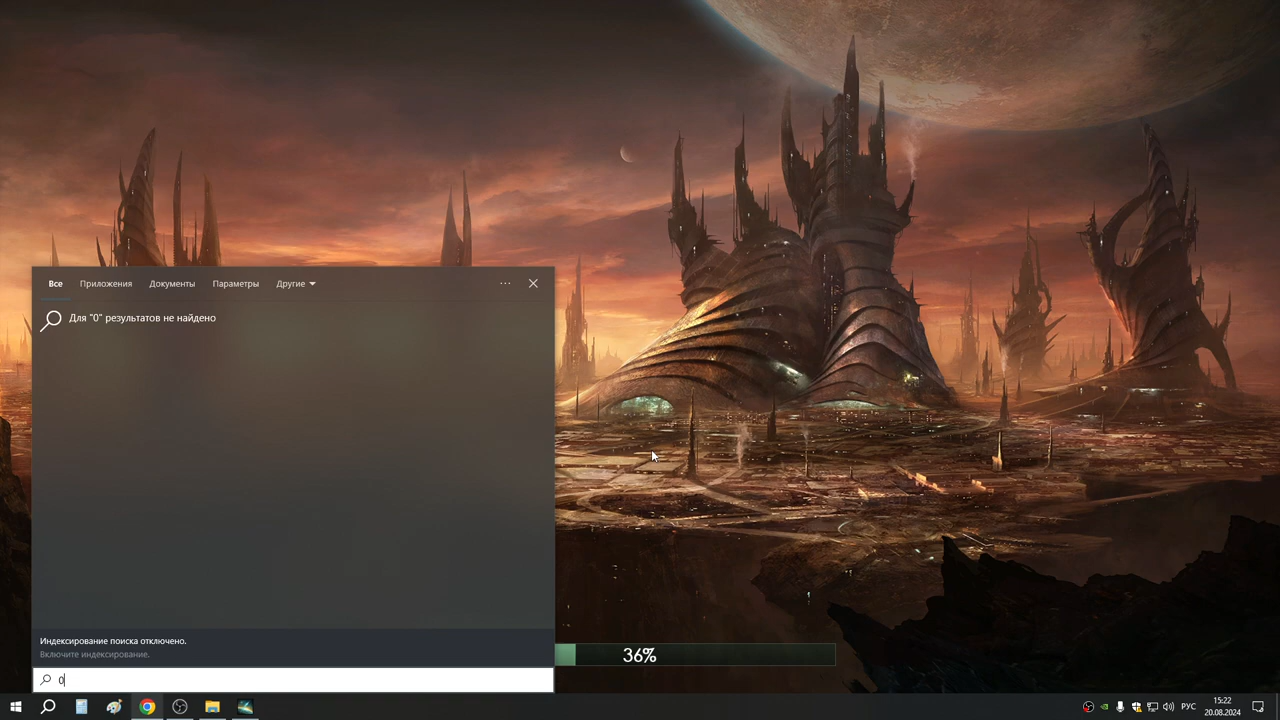 Все Приложения Документы Параметры Другие
Для "0" результатов не найдено
Индексирование поиска отключено.
Включите индексирование.
36%
0
РУС
15:22
20.08.2024